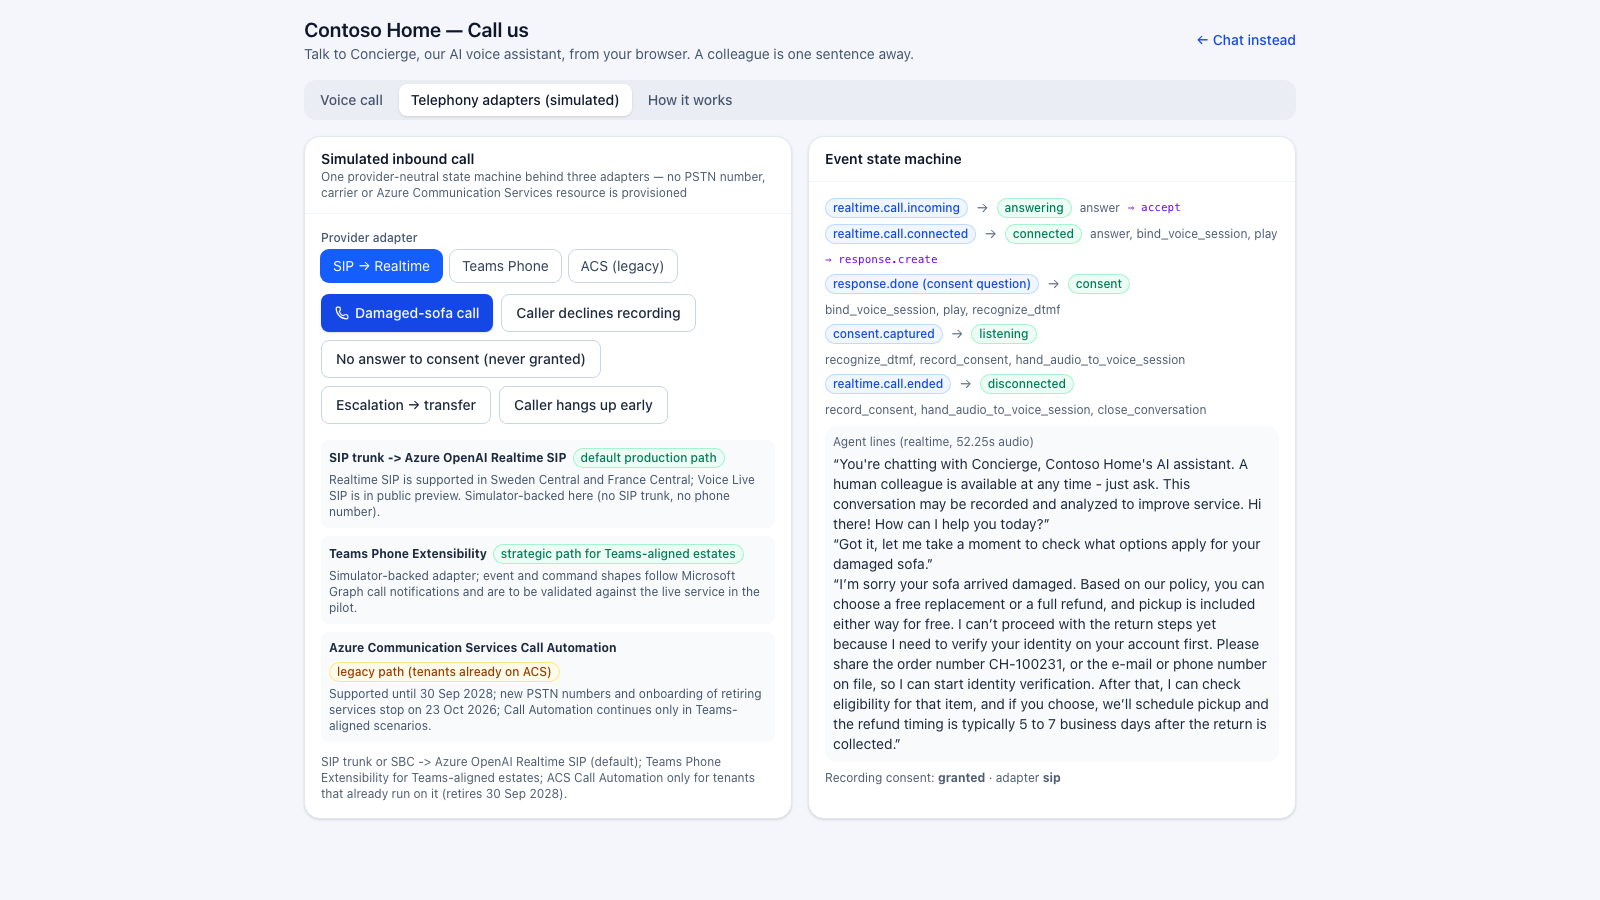 Contoso Home — Call us
Talk to Concierge, our AI voice assistant, from your browser. A colleague is one sentence away.
← Chat instead
Voice call
Telephony adapters (simulated)
How it works
Simulated inbound call
One provider-neutral state machine behind three adapters — no PSTN number,
carrier or Azure Communication Services resource is provisioned
Provider adapter
SIP → Realtime
Teams Phone
ACS (legacy)
Damaged-sofa call
Caller declines recording
No answer to consent (never granted)
Escalation → transfer
Caller hangs up early
SIP trunk -> Azure OpenAI Realtime SIP default production path
Realtime SIP is supported in Sweden Central and France Central; Voice Live
SIP is in public preview. Simulator-backed here (no SIP trunk, no phone
number).
Teams Phone Extensibility strategic path for Teams-aligned estates
Simulator-backed adapter; event and command shapes follow Microsoft
Graph call notifications and are to be validated against the live service in the
pilot.
Azure Communication Services Call Automation
legacy path (tenants already on ACS)
Supported until 30 Sep 2028; new PSTN numbers and onboarding of retiring
services stop on 23 Oct 2026; Call Automation continues only in Teams-
aligned scenarios.
SIP trunk or SBC -> Azure OpenAI Realtime SIP (default); Teams Phone
Extensibility for Teams-aligned estates; ACS Call Automation only for tenants
that already run on it (retires 30 Sep 2028).
Event state machine
realtime.call.incoming → answering answer → accept
realtime.call.connected → connected answer, bind_voice_session, play
→ response.create
response.done (consent question) → consent
bind_voice_session, play, recognize_dtmf
consent.captured → listening
recognize_dtmf, record_consent, hand_audio_to_voice_session
realtime.call.ended → disconnected
record_consent, hand_audio_to_voice_session, close_conversation
Agent lines (realtime, 52.25s audio)
“You're chatting with Concierge, Contoso Home's AI assistant. A
human colleague is available at any time - just ask. This
conversation may be recorded and analyzed to improve service. Hi
there! How can I help you today?”
“Got it, let me take a moment to check what options apply for your
damaged sofa.”
“I’m sorry your sofa arrived damaged. Based on our policy, you can
choose a free replacement or a full refund, and pickup is included
either way for free. I can’t proceed with the return steps yet
because I need to verify your identity on your account first. Please
share the order number CH-100231, or the e-mail or phone number
on file, so I can start identity verification. After that, I can check
eligibility for that item, and if you choose, we’ll schedule pickup and
the refund timing is typically 5 to 7 business days after the return is
collected.”
Recording consent: granted · adapter sip